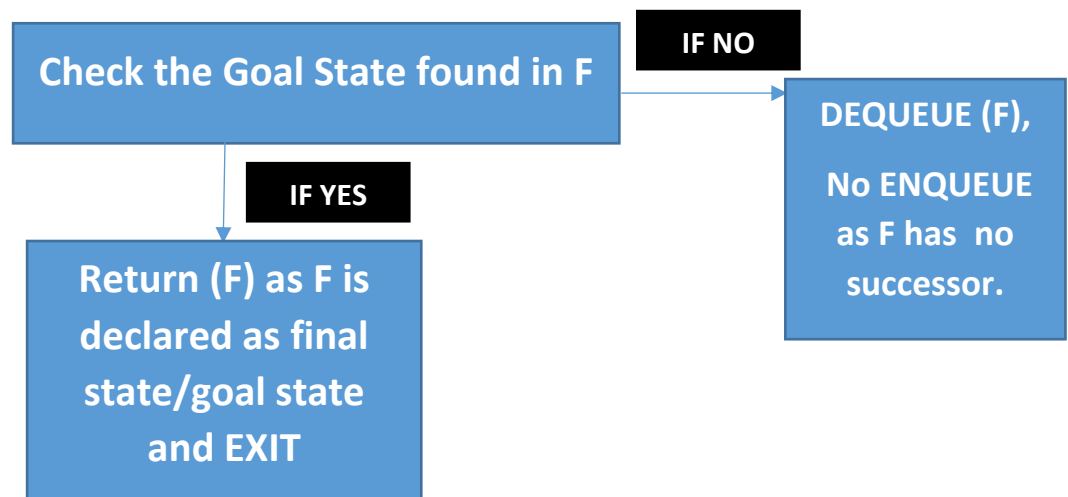 Check the Goal State found in F
IF NO
DEQUEUE (F),
No ENQUEUE
as F has no
successor.
IF YES
Return (F) as F is
declared as final
state/goal state
and EXIT